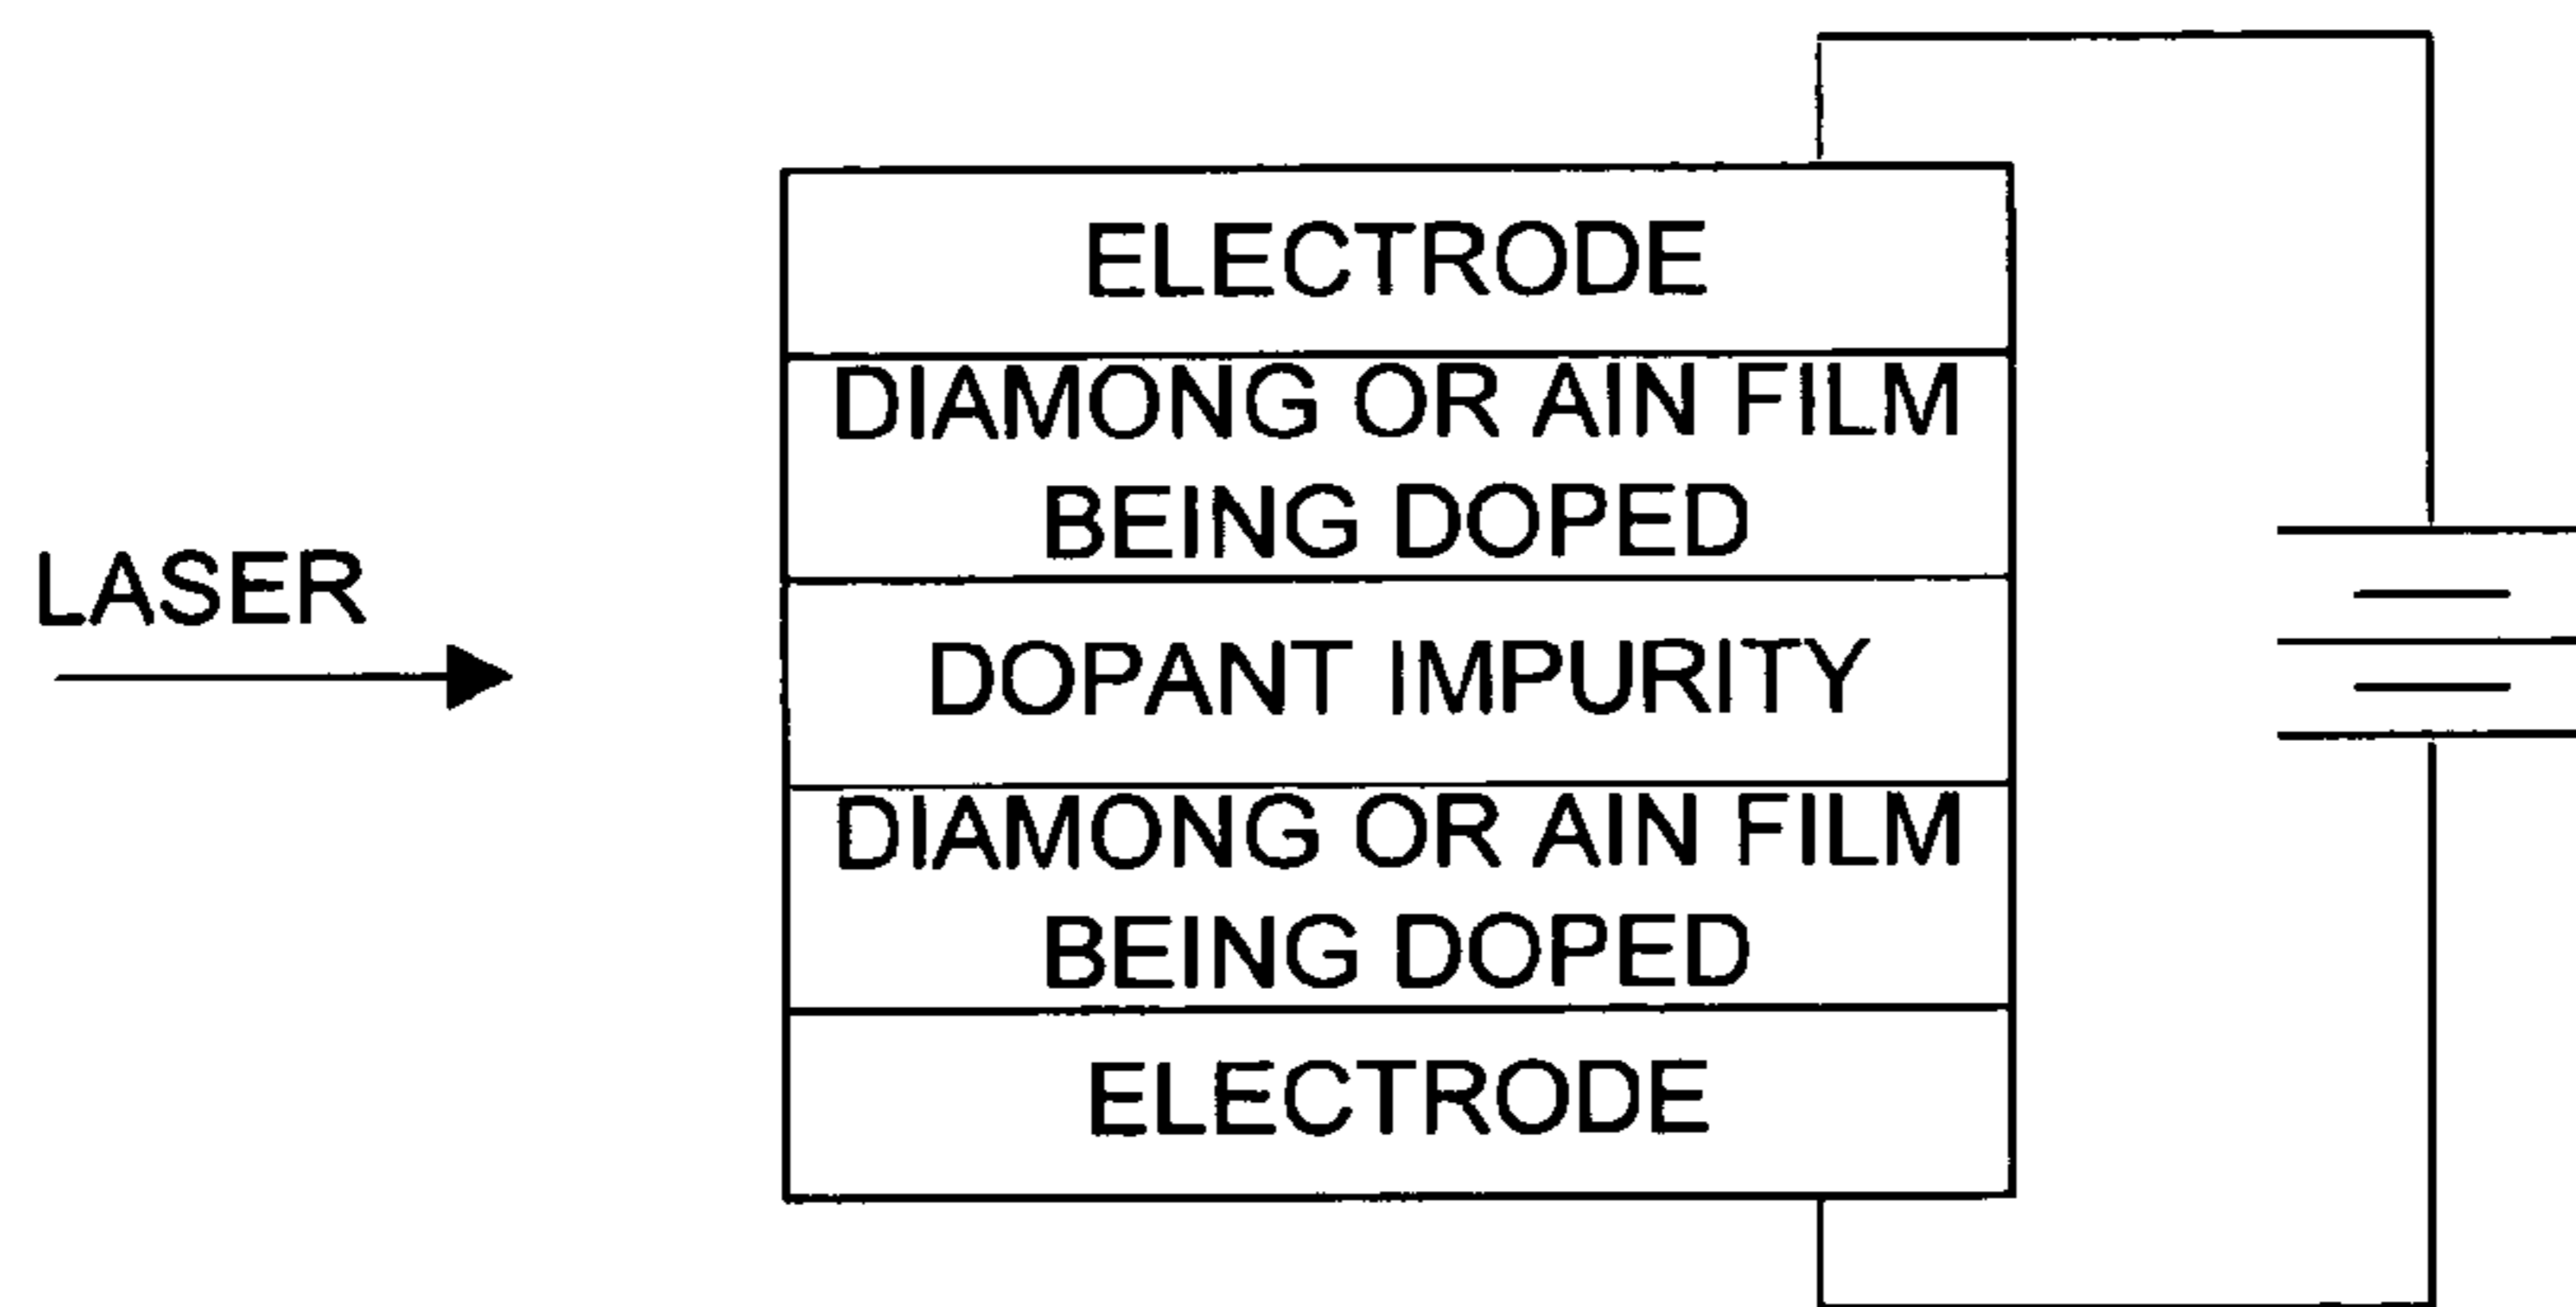 ELECTRODE
DIAMONG OR AIN FILM
BEING DOPED
LASER
DOPANT IMPURITY
DIAMONG OR AIN FILM
BEING DOPED
ELECTRODE